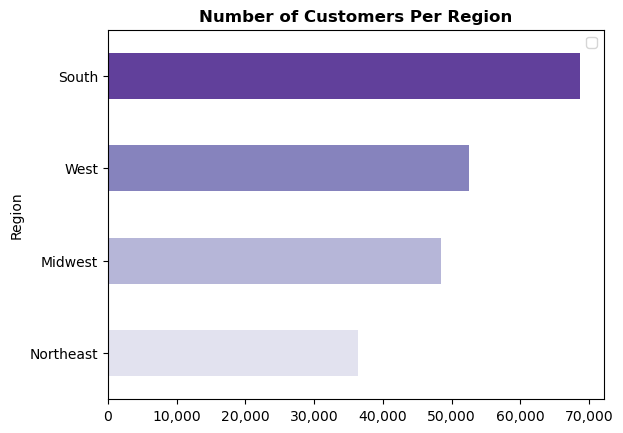 Number of Customers Per Region
Region
South
West
Midwest
Northeast
0 10,000 20,000 30,000 40,000 50,000 60,000 70,000